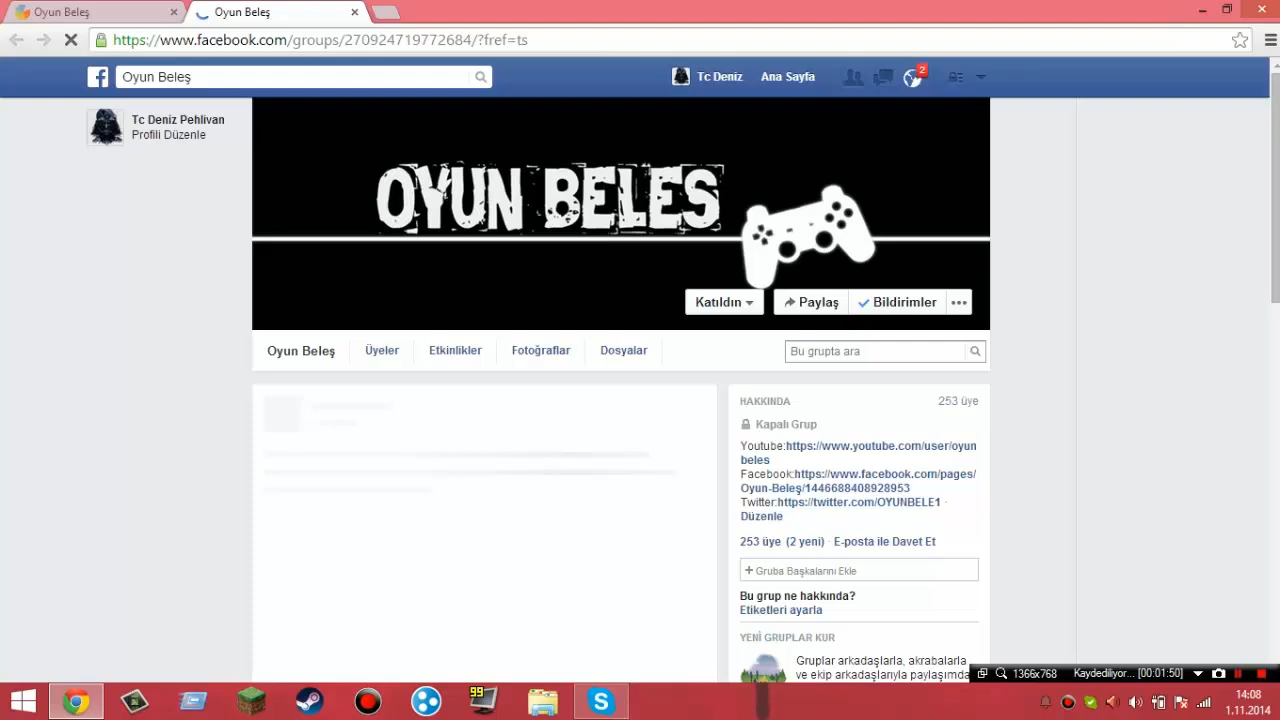 Oyun Beleş
Oyun Beleş
https://www.facebook.com/groups/270924719772684/?fref=ts
Oyun Beleş
Tc Deniz
Ana Sayfa
2
Tc Deniz Pehlivan
Profili Düzenle
OYUN BELES
Katıldın
Paylaş
Bildirimler
Oyun Beleş
Üyeler
Etkinlikler
Fotoğraflar
Dosyalar
Bu grupta ara
HAKKINDA
253 üye
Kapalı Grup
Youtube:https://www.youtube.com/user/oyun
beles
Facebook:https://www.facebook.com/pages/
Oyun-Beleş/1446688408928953
Twitter:https://twitter.com/OYUNBELE1 ·
Düzenle
253 üye (2 yeni) · E-posta ile Davet Et
+ Gruba Başkalarını Ekle
Bu grup ne hakkında?
Etiketleri ayarla
YENİ GRUPLAR KUR
Gruplar arkadaşlarla, akrabalarla
ve ekip arkadaşlarıyla paylaşımda
1366x768
Kaydediliyor... [00:01:50]
99
14:08
1.11.2014